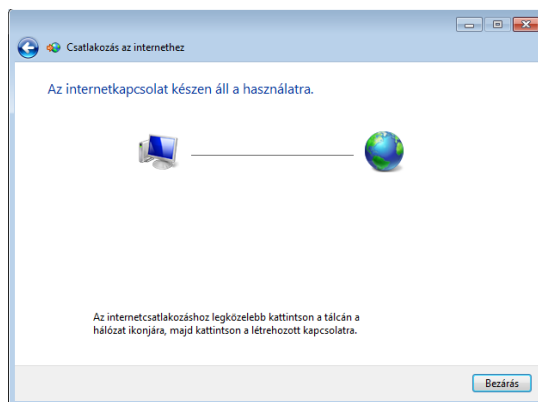 Csatlakozás az internethez
Az internetkapcsolat készen áll a használatra.
Az internetcsatlakozáshoz legközelebb kattintson a tálcán a
hálózat ikonjára, majd kattintson a létrehozott kapcsolatra.
Bezárás